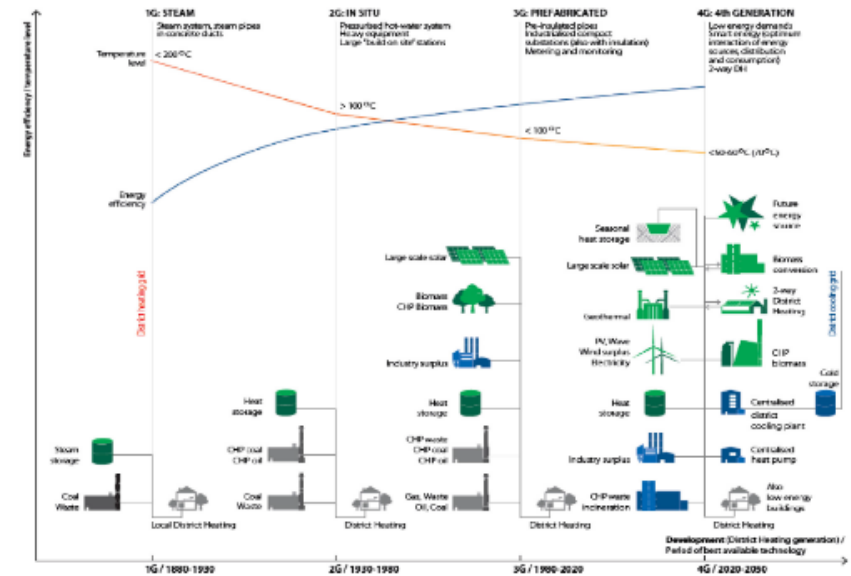 1G: STEAM
Steam system, steam pipes
in concrete ducts
2G: IN SITU
Pressurised hot-water system
Heavy equipment
Large "build on site" stations
3G: PREFABRICATED
Pre-insulated pipes
Industrialised compact
substations (also with insulation)
Metering and monitoring
4G: 4th GENERATION
Low energy demands
Smart energy (optimum
interaction of energy
sources, distribution
and consumption)
2-way DH
Energy efficiency / temperature level
Temperature
level
< 200 °C
> 100 °C
< 100 °C
<50-60°C (70°C)
Energy
efficiency
District heating grid
District cooling grid
Steam
storage
Coal
Waste
Local District Heating
Heat
storage
CHP coal
CHP oil
Coal
Waste
District Heating
Large scale solar
Biomass
CHP Biomass
Industry surplus
Heat
storage
CHP waste
CHP coal
CHP oil
Gas, Waste
Oil, Coal
District Heating
Seasonal
heat storage
Large scale solar
Geothermal
PV, Wave
Wind surplus
Electricity
Heat
storage
Industry surplus
CHP waste
incineration
Future
energy
source
Biomass
conversion
2-way
District
Heating
CHP
biomass
Cold
storage
Centralised
district
cooling plant
Centralised
heat pump
Also
low energy
buildings
District Heating
Development (District Heating generation) /
Period of best available technology
1G / 1880-1930
2G / 1930-1980
3G / 1980-2020
4G / 2020-2050